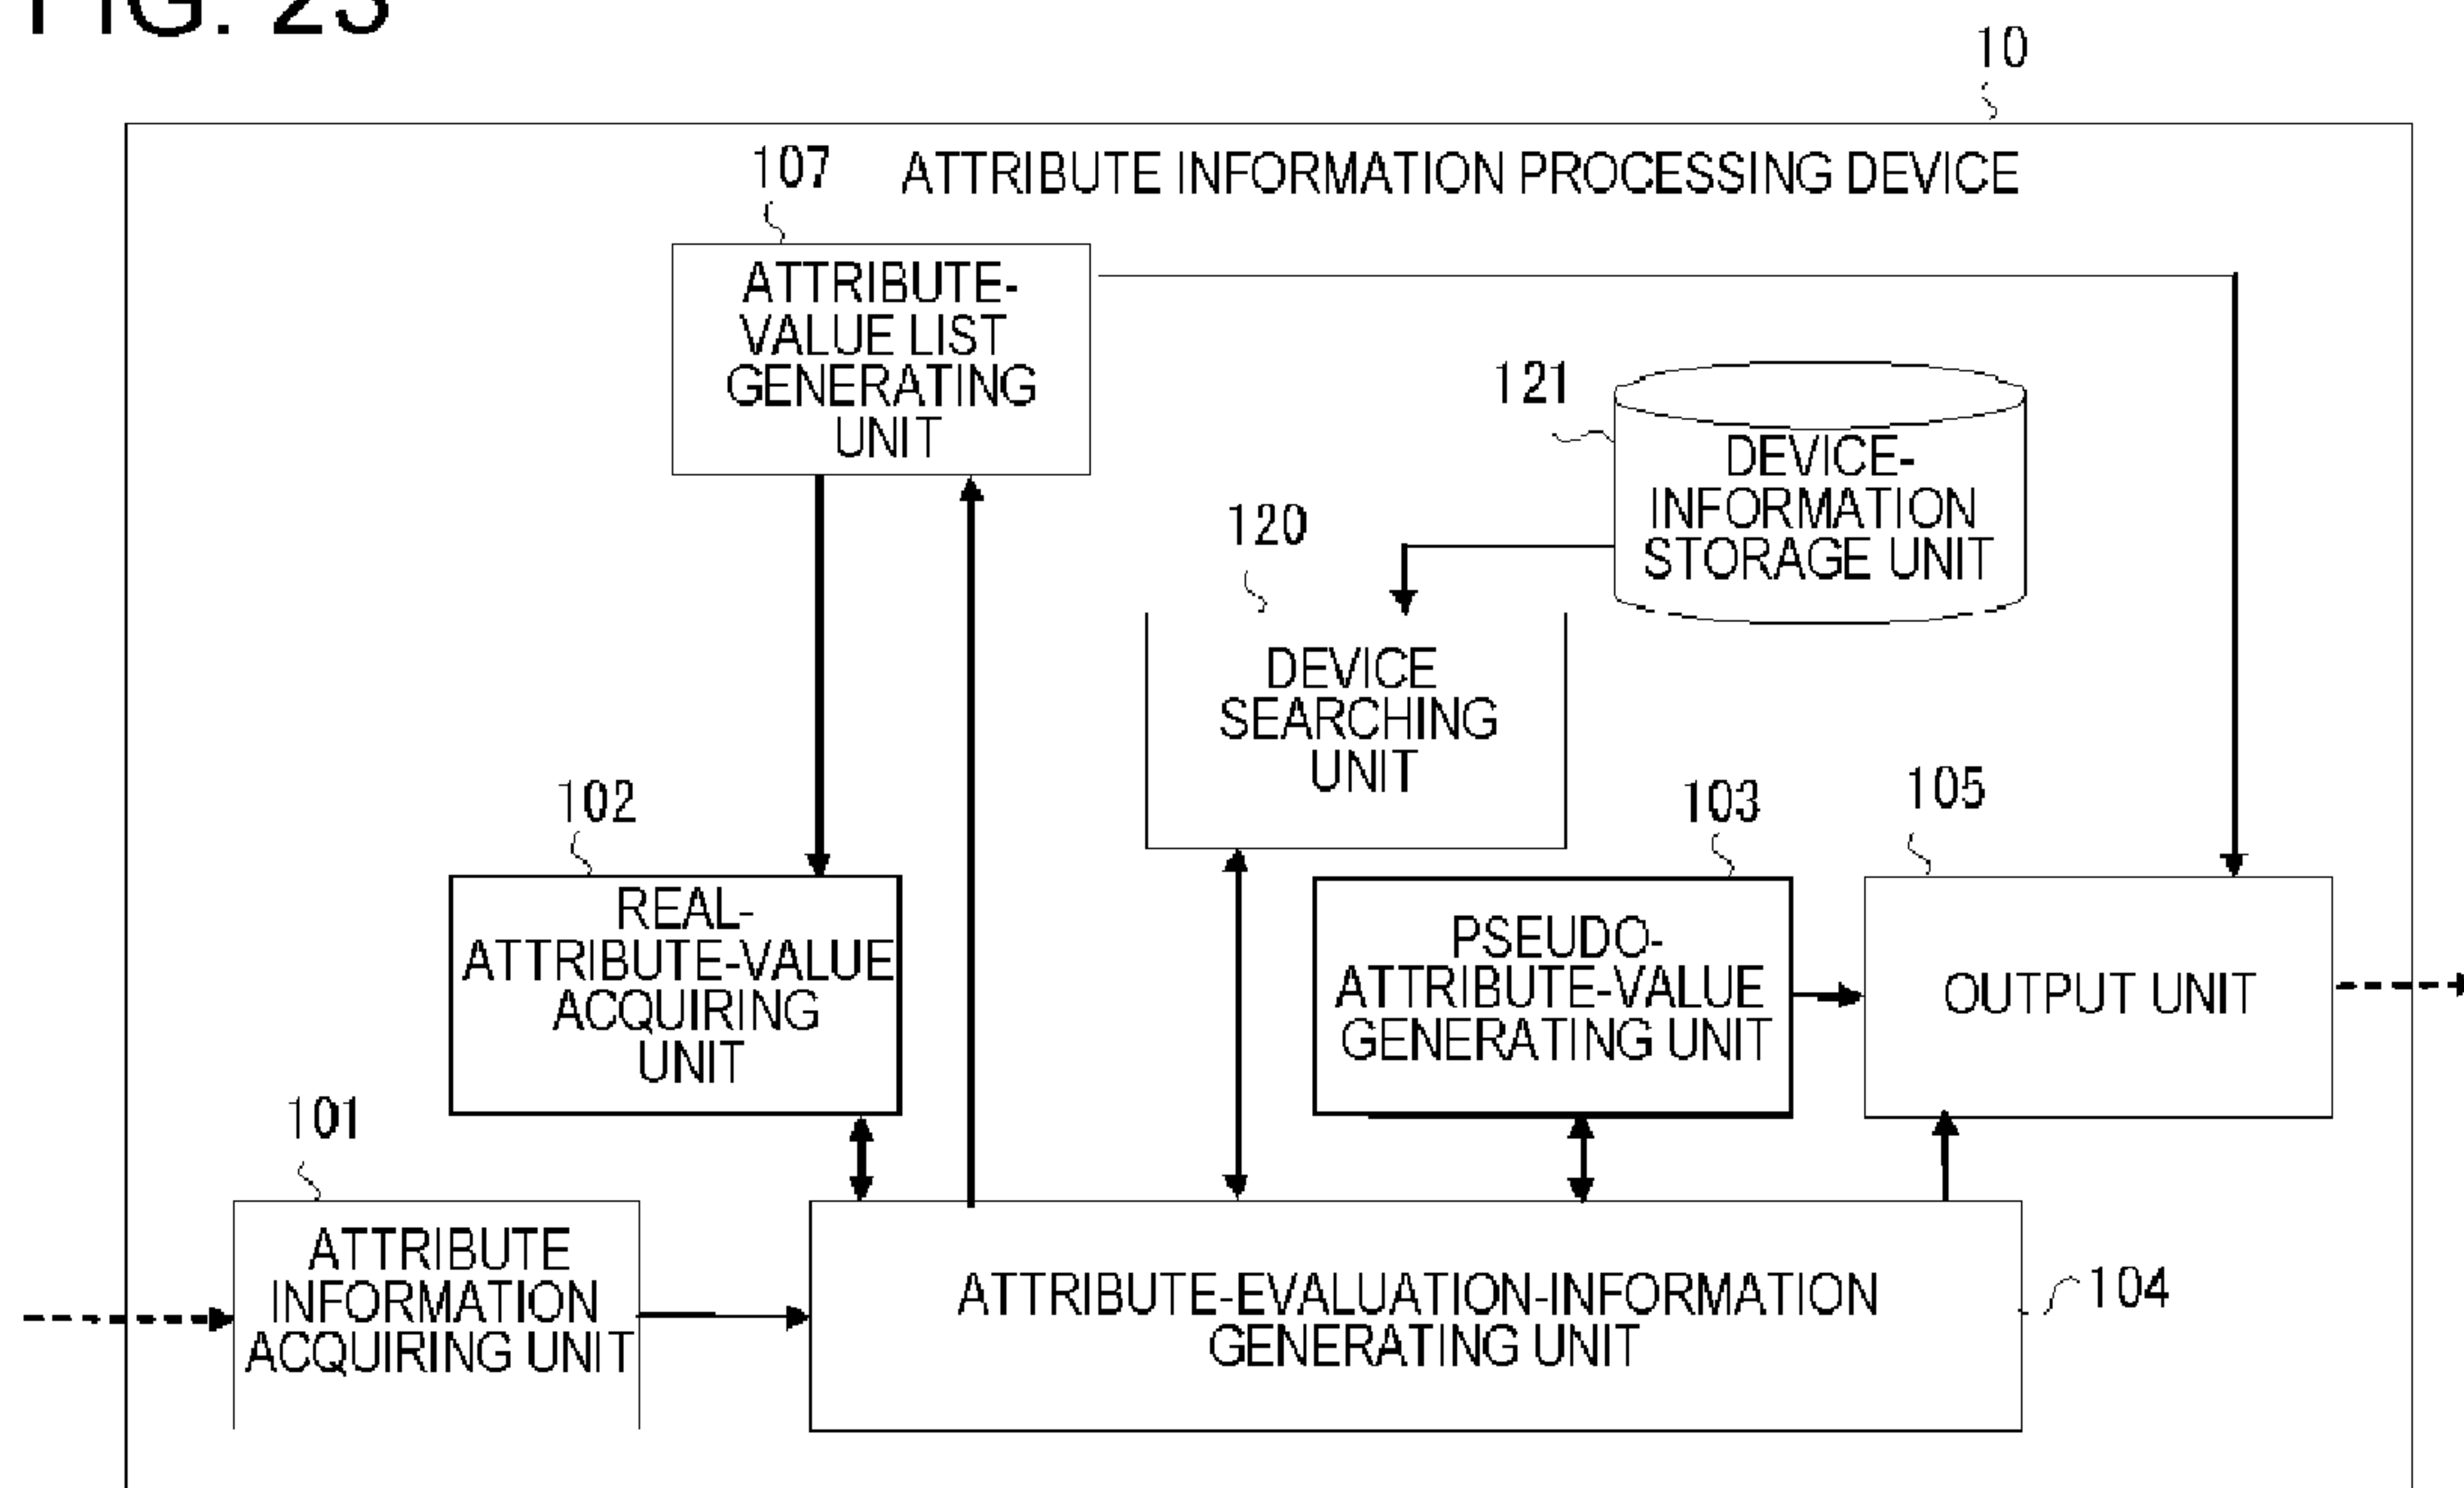 FIG. 23
10
107
ATTRIBUTE INFORMATION PROCESSING DEVICE
ATTRIBUTE-
VALUE LIST
GENERATING
UNIT
121
DEVICE-
INFORMATION
STORAGE UNIT
120
DEVICE
SEARCHING
UNIT
102
103
105
REAL-
ATTRIBUTE-VALUE
ACQUIRING
UNIT
PSEUDO-
ATTRIBUTE-VALUE
GENERATING UNIT
OUTPUT UNIT
101
ATTRIBUTE
INFORMATION
ACQUIRING UNIT
ATTRIBUTE-EVALUATION-INFORMATION
GENERATING UNIT
104